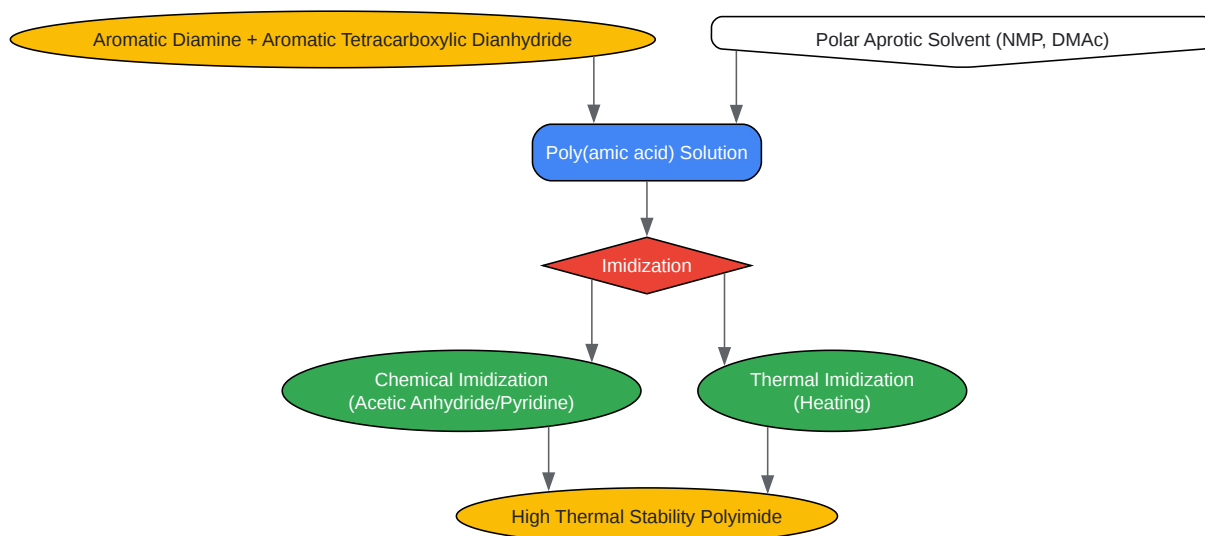 Aromatic Diamine + Aromatic Tetracarboxylic Dianhydride
Polar Aprotic Solvent (NMP, DMAc)
Poly(amic acid) Solution
Imidization
Chemical Imidization
(Acetic Anhydride/Pyridine)
Thermal Imidization
(Heating)
High Thermal Stability Polyimide